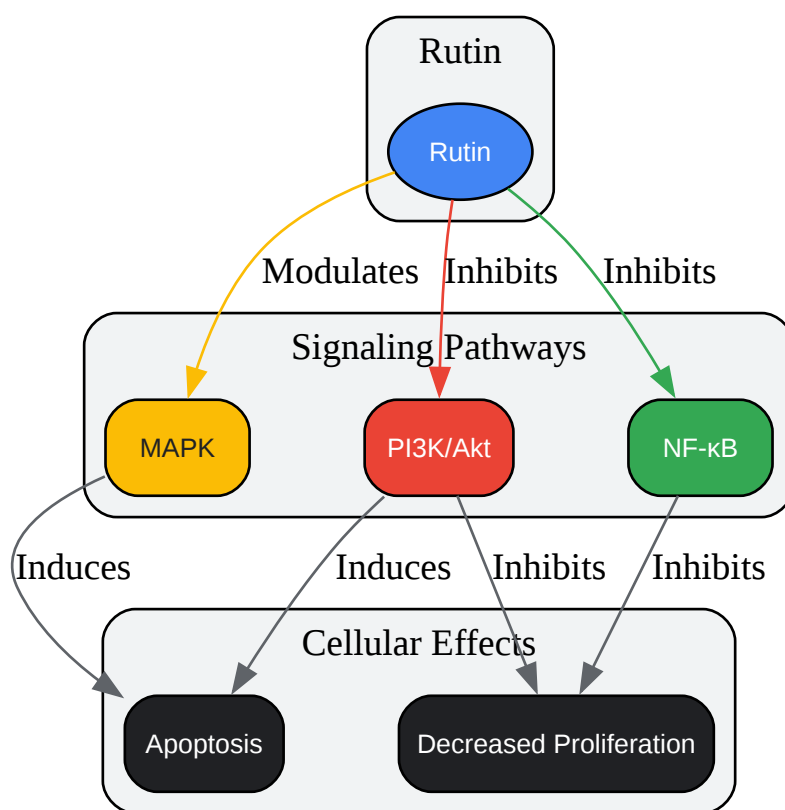 Rutin
Rutin
Modulates Inhibits Inhibits
Signaling Pathways
MAPK PI3K/Akt NF-κB
Induces Induces Inhibits Inhibits
Cellular Effects
Apoptosis Decreased Proliferation